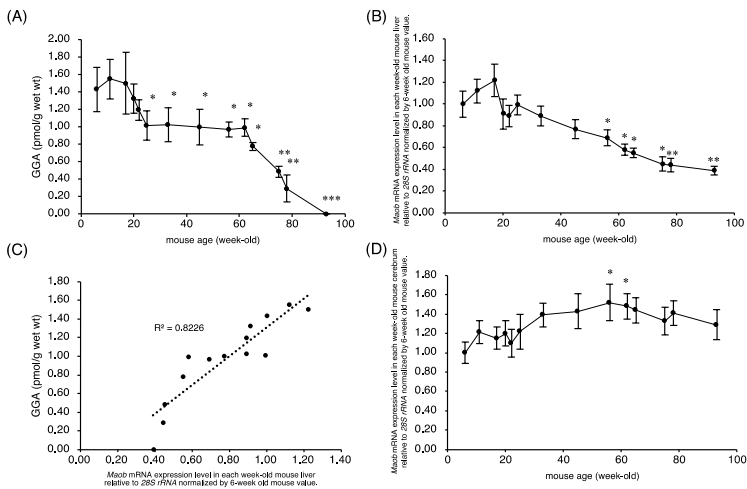 (A)
2.00
1.80
1.60
1.40
1.20
1.00
0.80
0.60
0.40
0.20
0.00
GGA (pmol/g wet wt)
* * * * * * ** ** ***
0 20 40 60 80 100
mouse age (week-old)
(B)
1.60
1.40
1.20
1.00
0.80
0.60
0.40
0.20
0.00
Maob mRNA expression level in each week-old mouse liver
relative to 28S rRNA normalized by 6-week old mouse value.
* * * * ** **
0 20 40 60 80 100
mouse age (week-old)
(C)
1.80
1.60
1.40
1.20
1.00
0.80
0.60
0.40
0.20
0.00
GGA (pmol/g wet wt)
R² = 0.8226
0.00 0.20 0.40 0.60 0.80 1.00 1.20 1.40
Maob mRNA expression level in each week-old mouse liver
relative to 28S rRNA normalized by 6-week old mouse value.
(D)
1.80
1.60
1.40
1.20
1.00
0.80
0.60
0.40
0.20
0.0
Maob mRNA expression level in each week-old mouse cerebrum
relative to 28S rRNA normalized by 6-week old mouse value.
* *
0 20 40 60 80 100
mouse age (week-old)